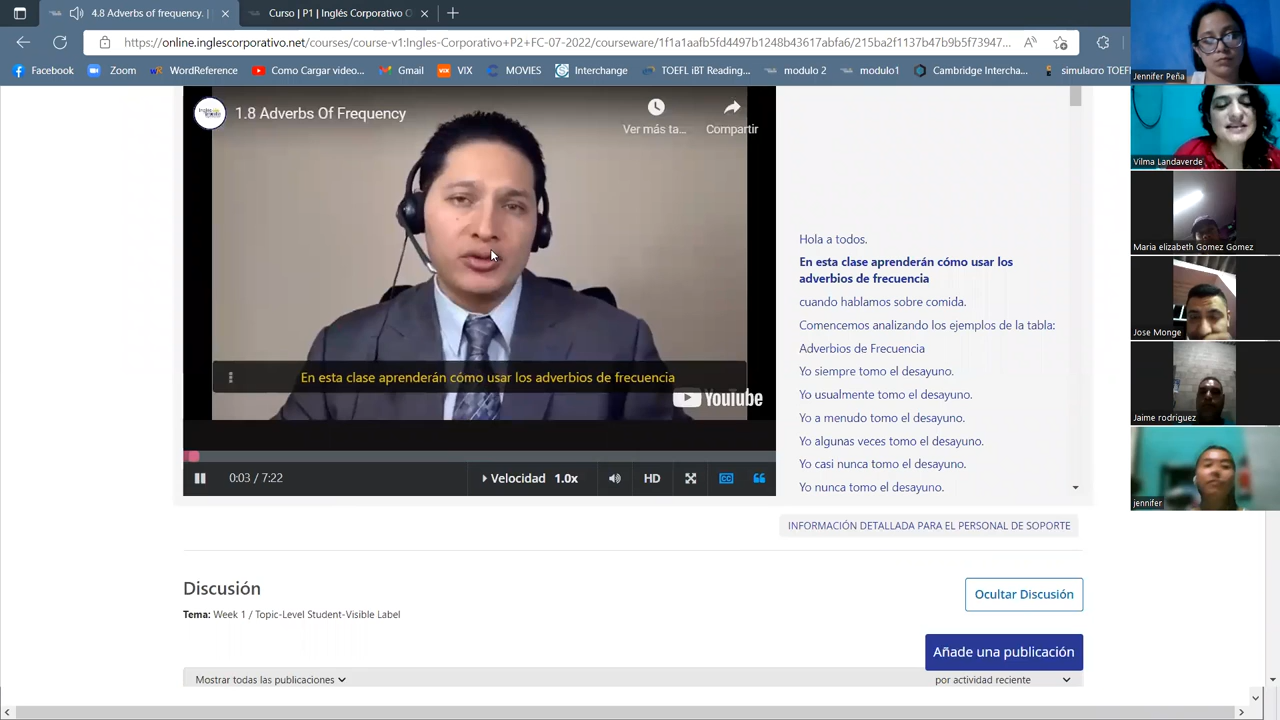 4.8 Adverbs of frequency.
Curso | P1 | Inglés Corporativo
https://online.inglescorporativo.net/courses/course-v1:Ingles-Corporativo+P2+FC-07-2022/courseware/1f1a1aafb5fd4497b1248b43617abfa6/215ba2f1137b47b9b5f73947...
Facebook
Zoom
WordReference
Como Cargar video...
Gmail
VIX
MOVIES
Interchange
TOEFL iBT Reading...
modulo 2
modulo1
Cambridge Intercha...
simulacro TOEF
1.8 Adverbs Of Frequency
Ver más ta...
Compartir
En esta clase aprenderán cómo usar los adverbios de frecuencia
YouTube
0:03 / 7:22
Velocidad 1.0x
HD
CC
Hola a todos.
En esta clase aprenderán cómo usar los
adverbios de frecuencia
cuando hablamos sobre comida.
Comencemos analizando los ejemplos de la tabla:
Adverbios de Frecuencia
Yo siempre tomo el desayuno.
Yo usualmente tomo el desayuno.
Yo a menudo tomo el desayuno.
Yo algunas veces tomo el desayuno.
Yo casi nunca tomo el desayuno.
Yo nunca tomo el desayuno.
INFORMACIÓN DETALLADA PARA EL PERSONAL DE SOPORTE
Discusión
Ocultar Discusión
Tema: Week 1 / Topic-Level Student-Visible Label
Añade una publicación
Mostrar todas las publicaciones
por actividad reciente
Jennifer Peña
Vilma Landaverde
Maria elizabeth Gomez Gomez
Jose Monge
Jaime rodriguez
jennifer